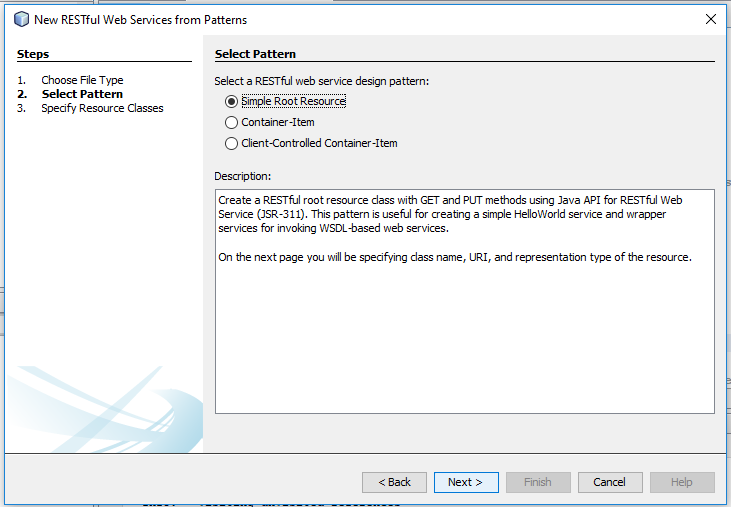 New RESTful Web Services from Patterns
Steps
1. Choose File Type
2. Select Pattern
3. Specify Resource Classes
Select Pattern
Select a RESTful web service design pattern:
Simple Root Resource
Container-Item
Client-Controlled Container-Item
Description:
Create a RESTful root resource class with GET and PUT methods using Java API for RESTful Web
Service (JSR-311). This pattern is useful for creating a simple HelloWorld service and wrapper
services for invoking WSDL-based web services.
On the next page you will be specifying class name, URI, and representation type of the resource.
< Back
Next >
Finish
Cancel
Help